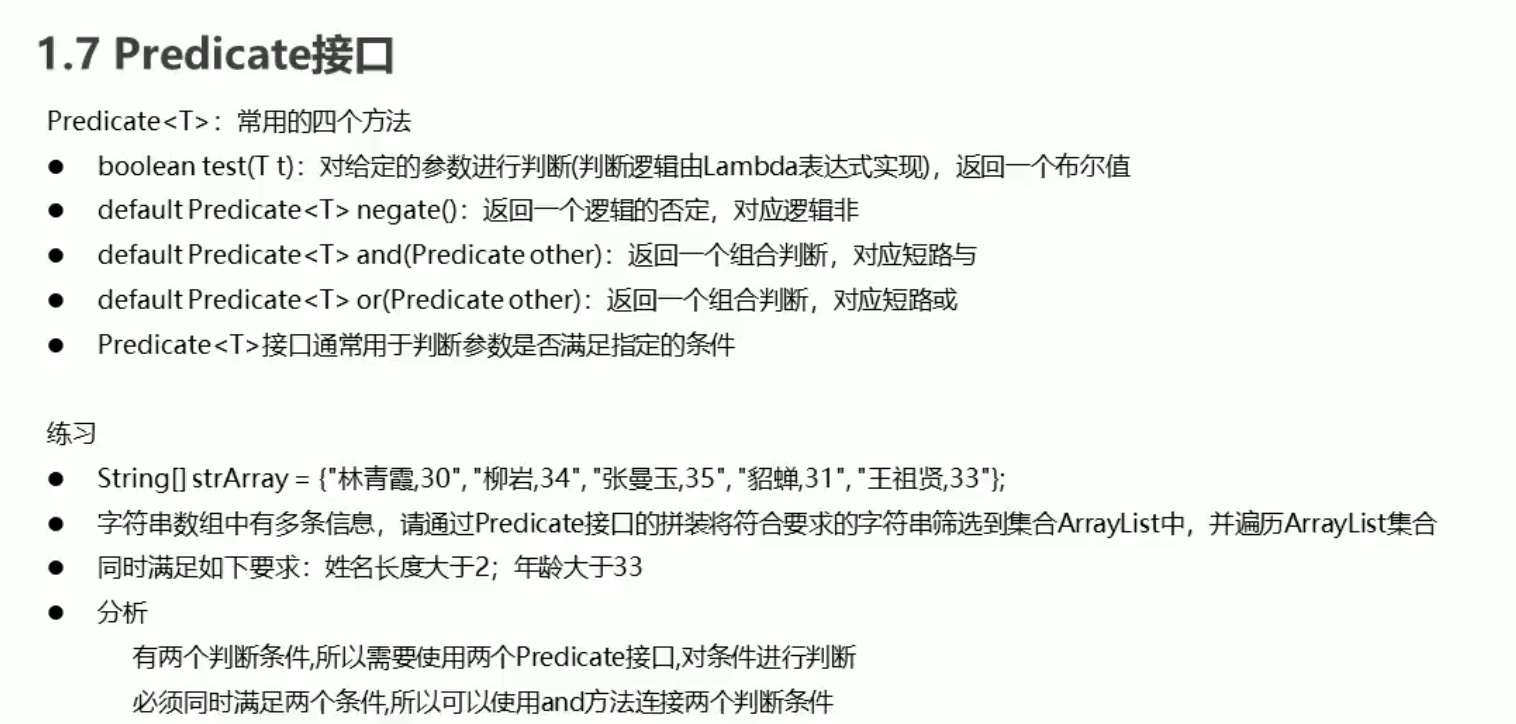 1.7 Predicate接口
Predicate<T>：常用的四个方法
● boolean test(T t)：对给定的参数进行判断(判断逻辑由Lambda表达式实现)，返回一个布尔值
● default Predicate<T> negate()：返回一个逻辑的否定，对应逻辑非
● default Predicate<T> and(Predicate other)：返回一个组合判断，对应短路与
● default Predicate<T> or(Predicate other)：返回一个组合判断，对应短路或
● Predicate<T>接口通常用于判断参数是否满足指定的条件
练习
● String[] strArray = {"林青霞,30", "柳岩,34", "张曼玉,35", "貂蝉,31", "王祖贤,33"};
● 字符串数组中有多条信息，请通过Predicate接口的拼装将符合要求的字符串筛选到集合ArrayList中，并遍历ArrayList集合
● 同时满足如下要求：姓名长度大于2；年龄大于33
● 分析
有两个判断条件,所以需要使用两个Predicate接口,对条件进行判断
必须同时满足两个条件,所以可以使用and方法连接两个判断条件